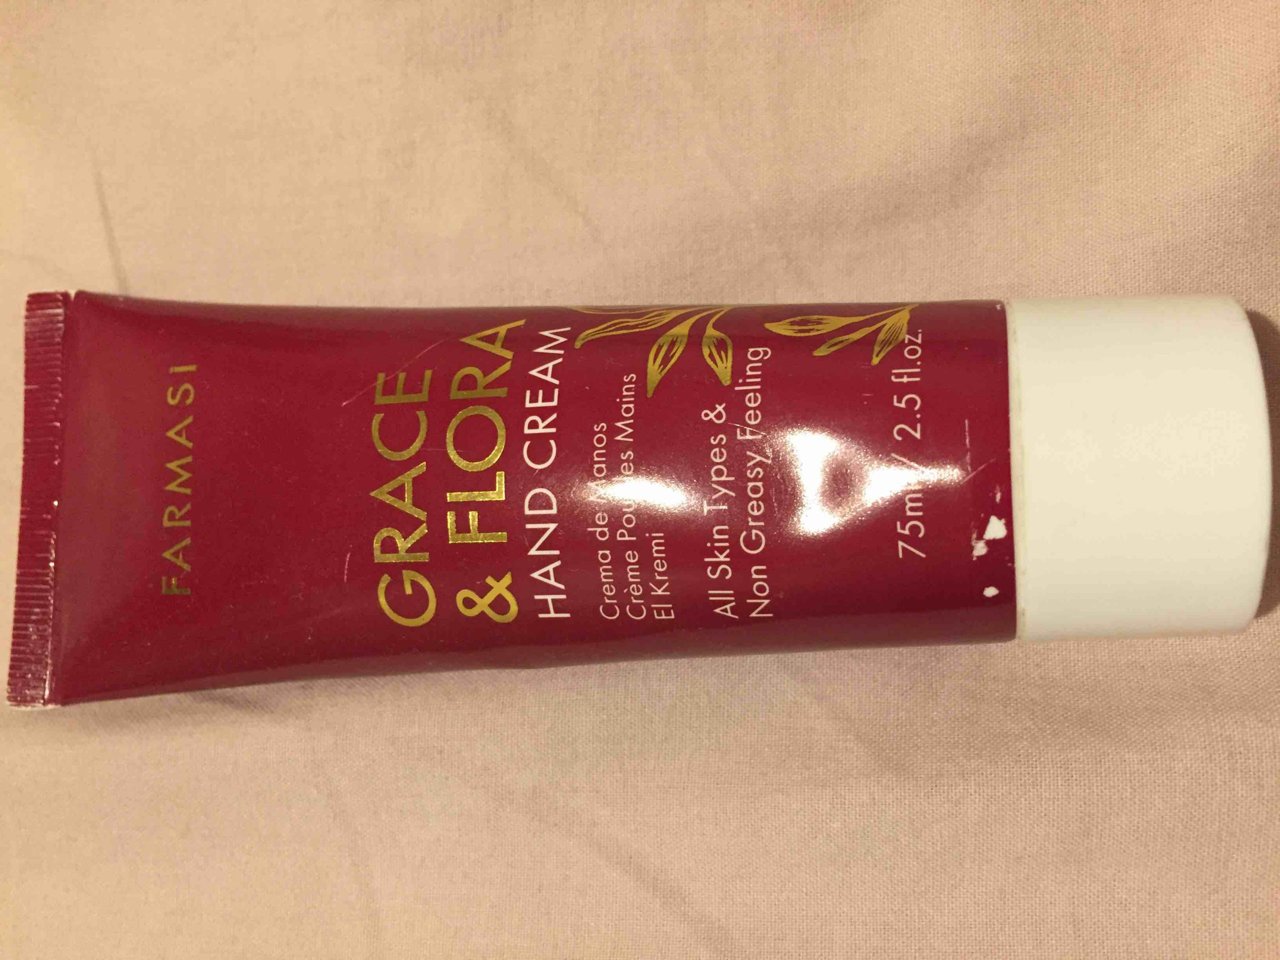 FARMASI
GRACE
& FLORA
HAND CREAM
Crema de Manos
Crème Pour les Mains
El Kremi
All Skin Types &
Non Greasy Feeling
75ml / 2.5 fl.oz.